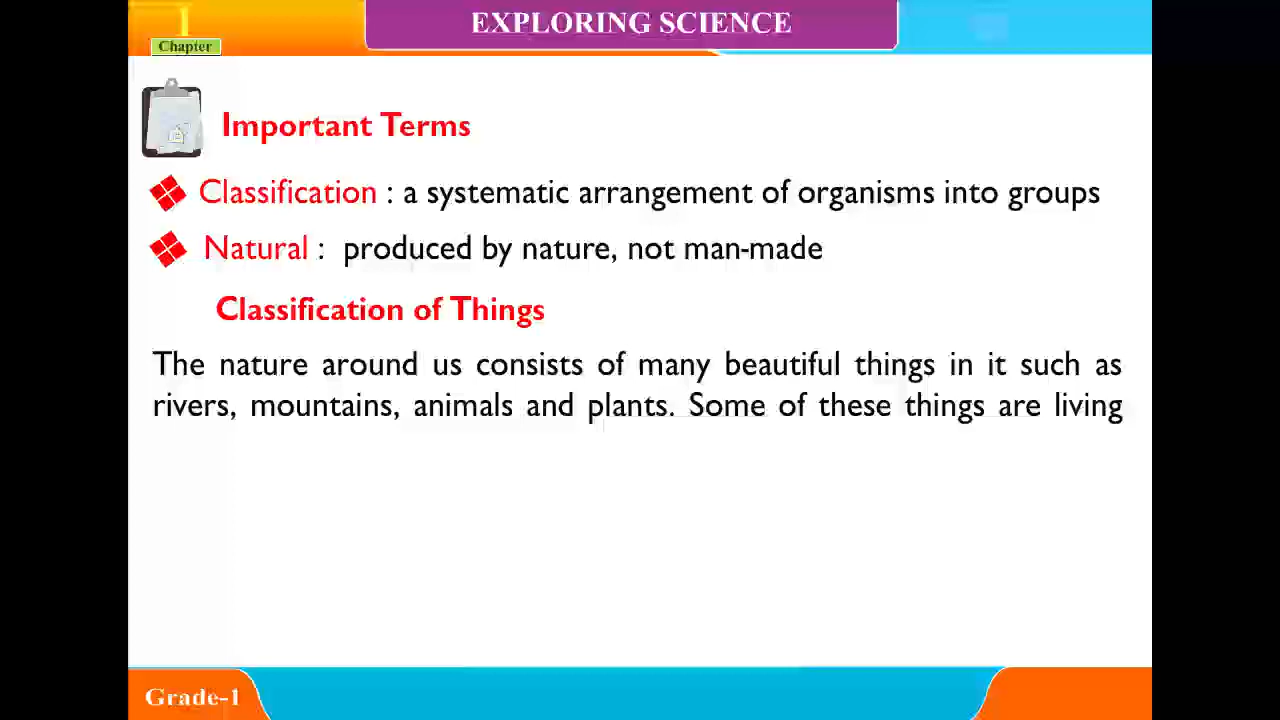 1
Chapter
EXPLORING SCIENCE
Important Terms
Classification : a systematic arrangement of organisms into groups
Natural : produced by nature, not man-made
Classification of Things
The nature around us consists of many beautiful things in it such as
rivers, mountains, animals and plants. Some of these things are living
Grade-1